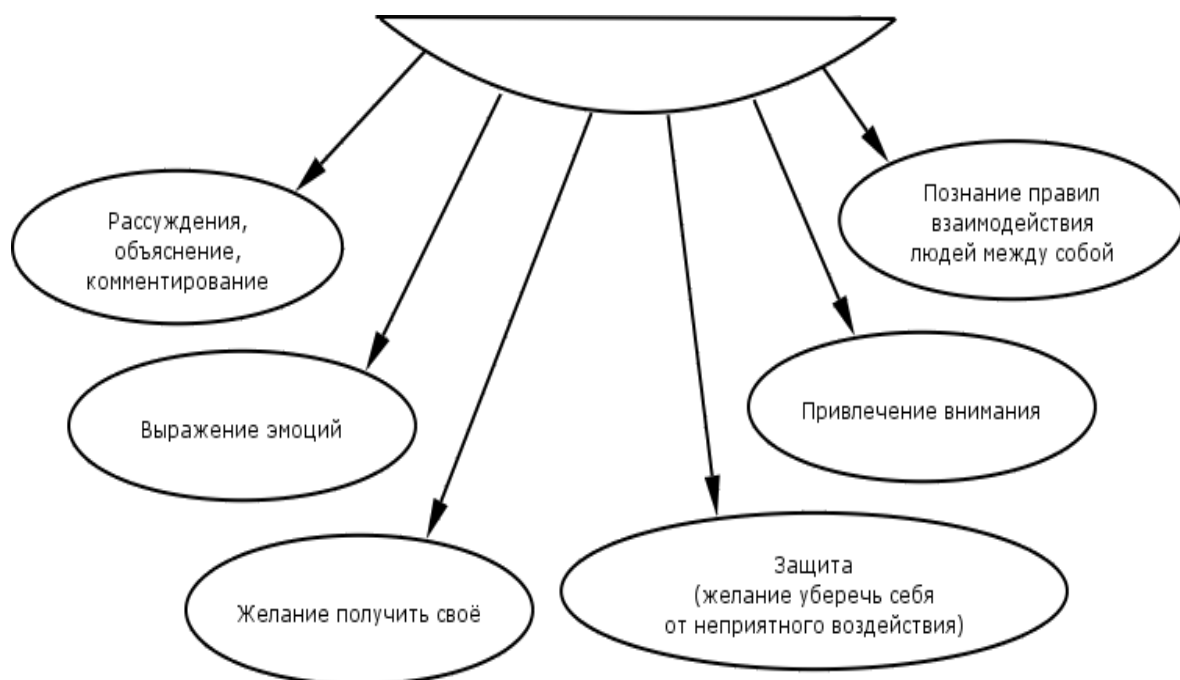 Рассуждения,
объяснение,
комментирование
Познание правил
взаимодействия
людей между собой
Выражение эмоций
Привлечение внимания
Желание получить своё
Защита
(желание уберечь себя
от неприятного воздействия)